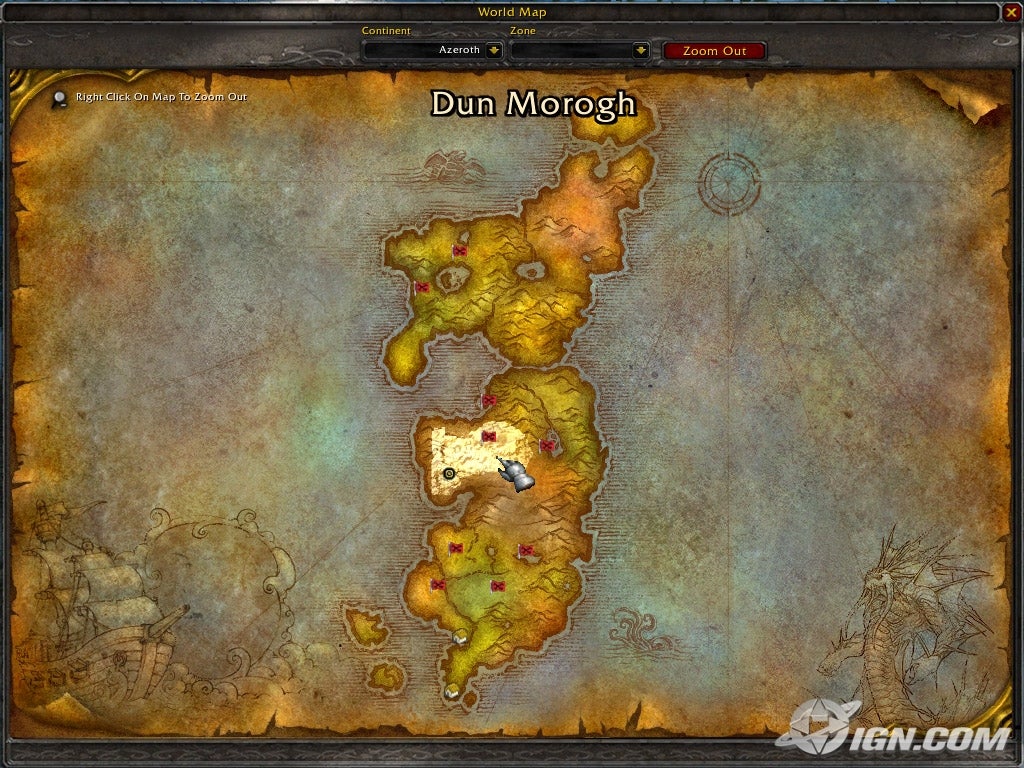 World Map
Continent
Zone
Azeroth
Zoom Out
Right Click On Map To Zoom Out
Dun Morogh
IGN.COM